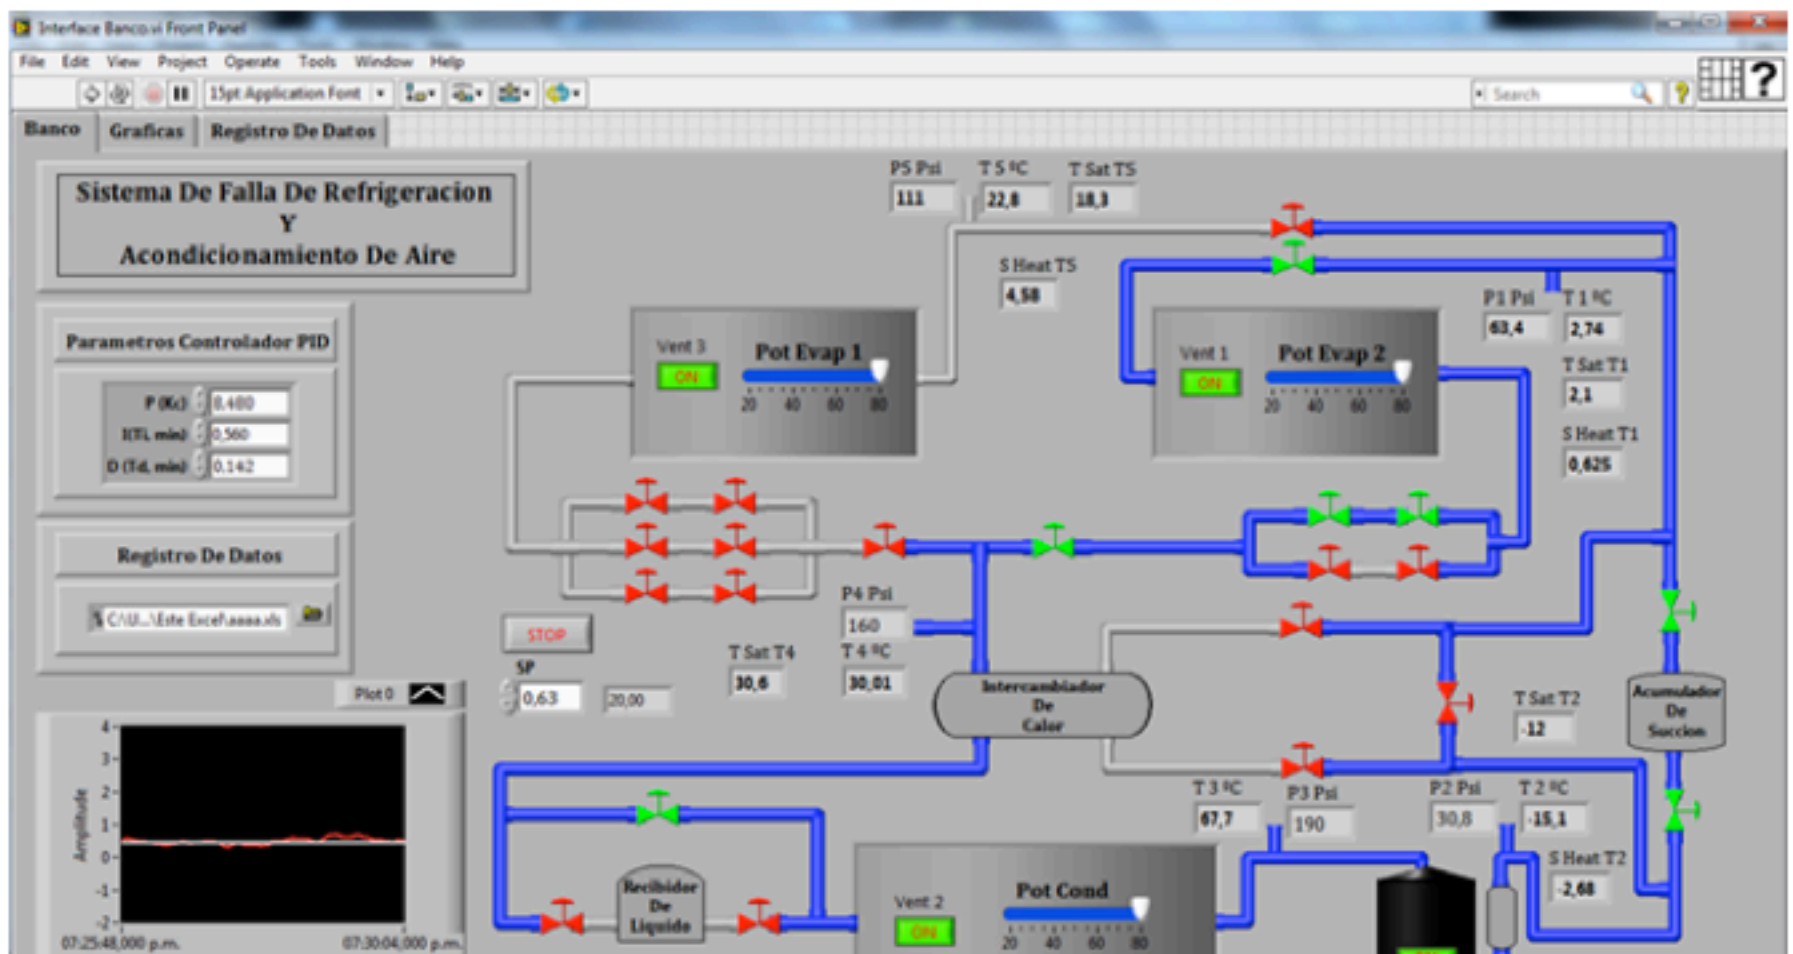 Interface Banco.vi Front Panel
File Edit View Project Operate Tools Window Help
15pt Application Font
Search
?
Banco Graficas Registro De Datos
Sistema De Falla De Refrigeracion
Y
Acondicionamiento De Aire
P5 Psi T 5 ºC T Sat T5
111 22,8 18,3
S Heat T5
4,58
P1 Psi T 1 ºC
63,4 2,74
T Sat T1
2,1
S Heat T1
0,625
Parametros Controlador PID
P (Kc) 8.480
I(Ti, min) 0,560
D (Td, min) 0.142
Vent 3 Pot Evap 1
ON
20 40 60 80
Vent 1 Pot Evap 2
ON
20 40 60 80
Registro De Datos
C:\U...\Este Excel\aaaa.xls
STOP
SP
0,63 20,00
P4 Psi
160
T Sat T4 T 4 ºC
30,6 30,01
Intercambiador
De
Calor
T Sat T2
-12
Acumulador
De
Succion
Plot 0
Amplitude
4
3
2
1
0
-1
-2
07:25:48,000 p.m. 07:30:04,000 p.m.
T 3 ºC P3 Psi P2 Psi T 2 ºC
67,7 190 30,8 -15,1
S Heat T2
-2,68
Recibidor
De
Liquido
Vent 2 Pot Cond
ON
20 40 60 80